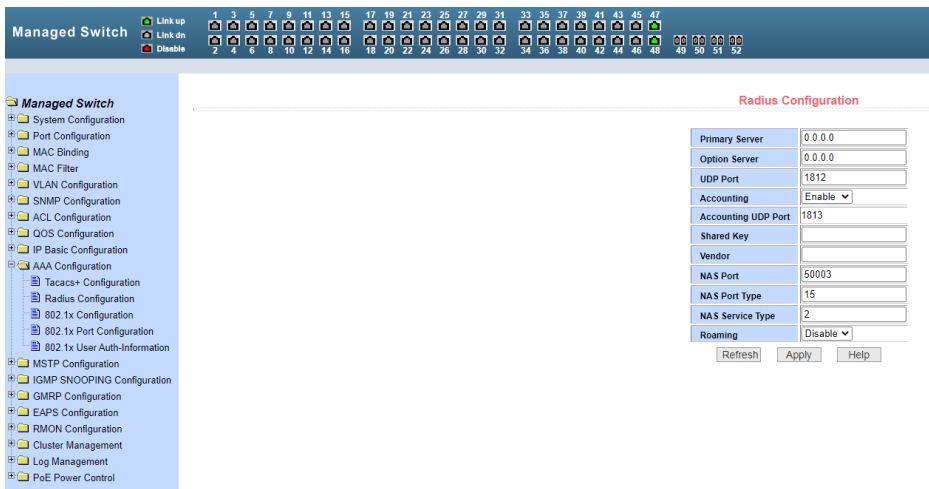 Managed Switch
Link up
Link dn
Disable
1 3 5 7 9 11 13 15 17 19 21 23 25 27 29 31 33 35 37 39 41 43 45 47
2 4 6 8 10 12 14 16 18 20 22 24 26 28 30 32 34 36 38 40 42 44 46 48 49 50 51 52
Managed Switch
System Configuration
Port Configuration
MAC Binding
MAC Filter
VLAN Configuration
SNMP Configuration
ACL Configuration
QOS Configuration
IP Basic Configuration
AAA Configuration
Tacacs+ Configuration
Radius Configuration
802.1x Configuration
802.1x Port Configuration
802.1x User Auth-Information
MSTP Configuration
IGMP SNOOPING Configuration
GMRP Configuration
EAPS Configuration
RMON Configuration
Cluster Management
Log Management
PoE Power Control
Radius Configuration
Primary Server 0.0.0.0
Option Server 0.0.0.0
UDP Port 1812
Accounting Enable
Accounting UDP Port 1813
Shared Key
Vendor
NAS Port 50003
NAS Port Type 15
NAS Service Type 2
Roaming Disable
Refresh Apply Help